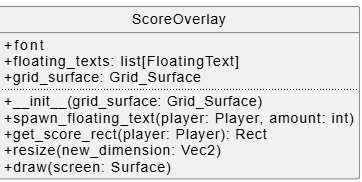 ScoreOverlay
+font
+floating_texts: list[FloatingText]
+grid_surface: Grid_Surface
+__init__(grid_surface: Grid_Surface)
+spawn_floating_text(player: Player, amount: int)
+get_score_rect(player: Player): Rect
+resize(new_dimension: Vec2)
+draw(screen: Surface)